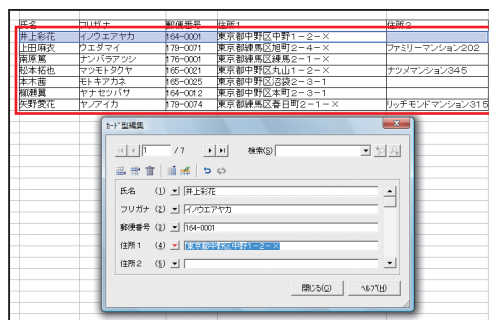 氏名 フリガナ 郵便番号 住所1 住所2
井上彩花 イノウエアヤカ 164-0001 東京都中野区中野1-2-×
上田麻衣 ウエダマイ 179-0071 東京都練馬区旭町2-4-× ファミリーマンション202
南原篤 ナンバラアツシ 176-0001 東京都練馬区練馬2-1-×
松本拓也 マツモトタクヤ 165-0021 東京都中野区丸山1-2-× ナツメマンション345
本木茜 モトキアカネ 165-0025 東京都中野区沼袋2-3-1
柳瀬翼 ヤナセツバサ 164-0012 東京都中野区本町2-3-1
矢野愛花 ヤノアイカ 179-0074 東京都練馬区春日町2-1-× リッチモンドマンション315
カード型編集
1 / 7 検索(S)
氏名 (1) 井上彩花
フリガナ (2) イノウエアヤカ
郵便番号 (3) 164-0001
住所1 (4) 東京都中野区中野1-2-×
住所2 (5)
閉じる(C) ヘルプ(H)